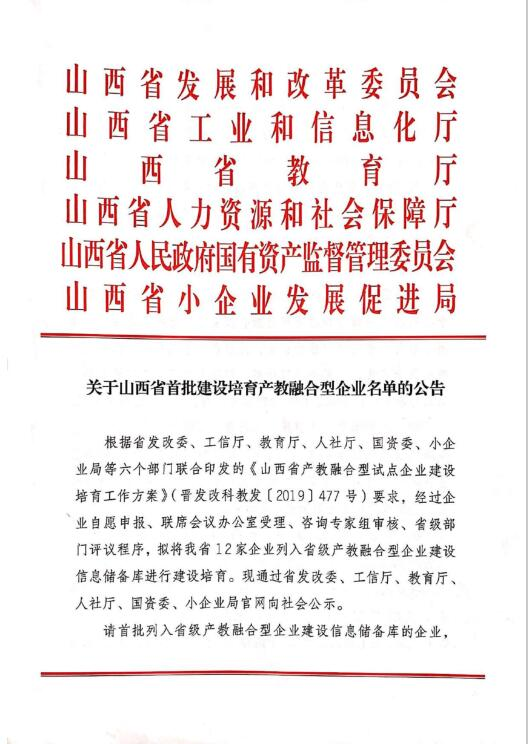 山西省发展和改革委员会
山西省工业和信息化厅
山西省教育厅
山西省人力资源和社会保障厅
山西省人民政府国有资产监督管理委员会
山西省小企业发展促进局
关于山西省首批建设培育产教融合型企业名单的公告
根据省发改委、工信厅、教育厅、人社厅、国资委、小企
业局等六个部门联合印发的《山西省产教融合型试点企业建设
培育工作方案》（晋发改科教发〔2019〕477 号）要求，经过企
业自愿申报、联席会议办公室受理、咨询专家组审核、省级部
门评议程序，拟将我省 12 家企业列入省级产教融合型企业建设
信息储备库进行建设培育。现通过省发改委、工信厅、教育厅、
人社厅、国资委、小企业局官网向社会公示。
请首批列入省级产教融合型企业建设信息储备库的企业，